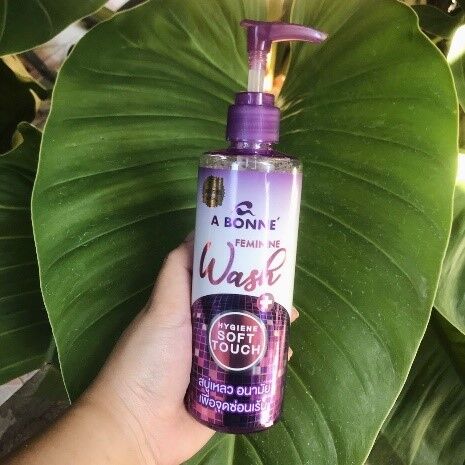 A BONNÉ
FEMININE
Wash
HYGIENE
SOFT
TOUCH
สบู่เหลว อนามัย
เพื่อจุดซ่อนเร้น